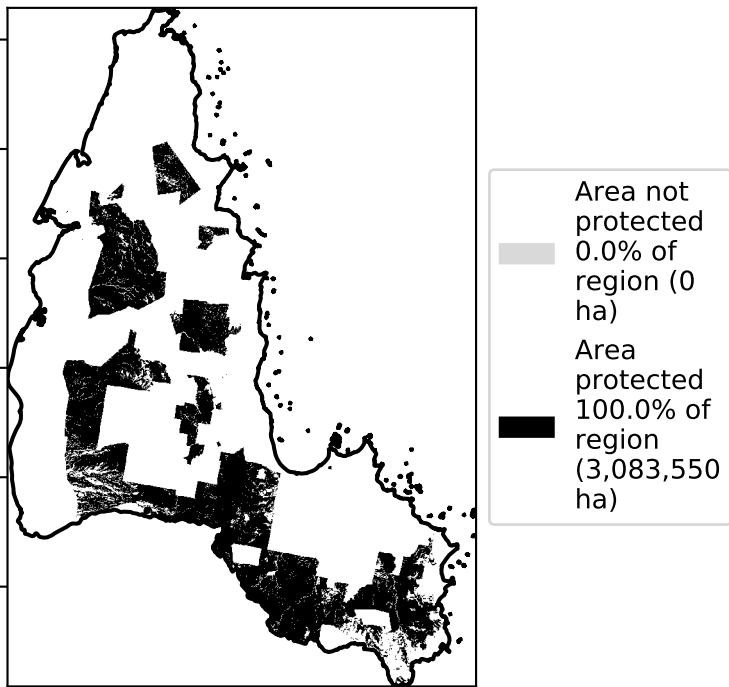 Area not
protected
0.0% of
region (0
ha)
Area
protected
100.0% of
region
(3,083,550
ha)